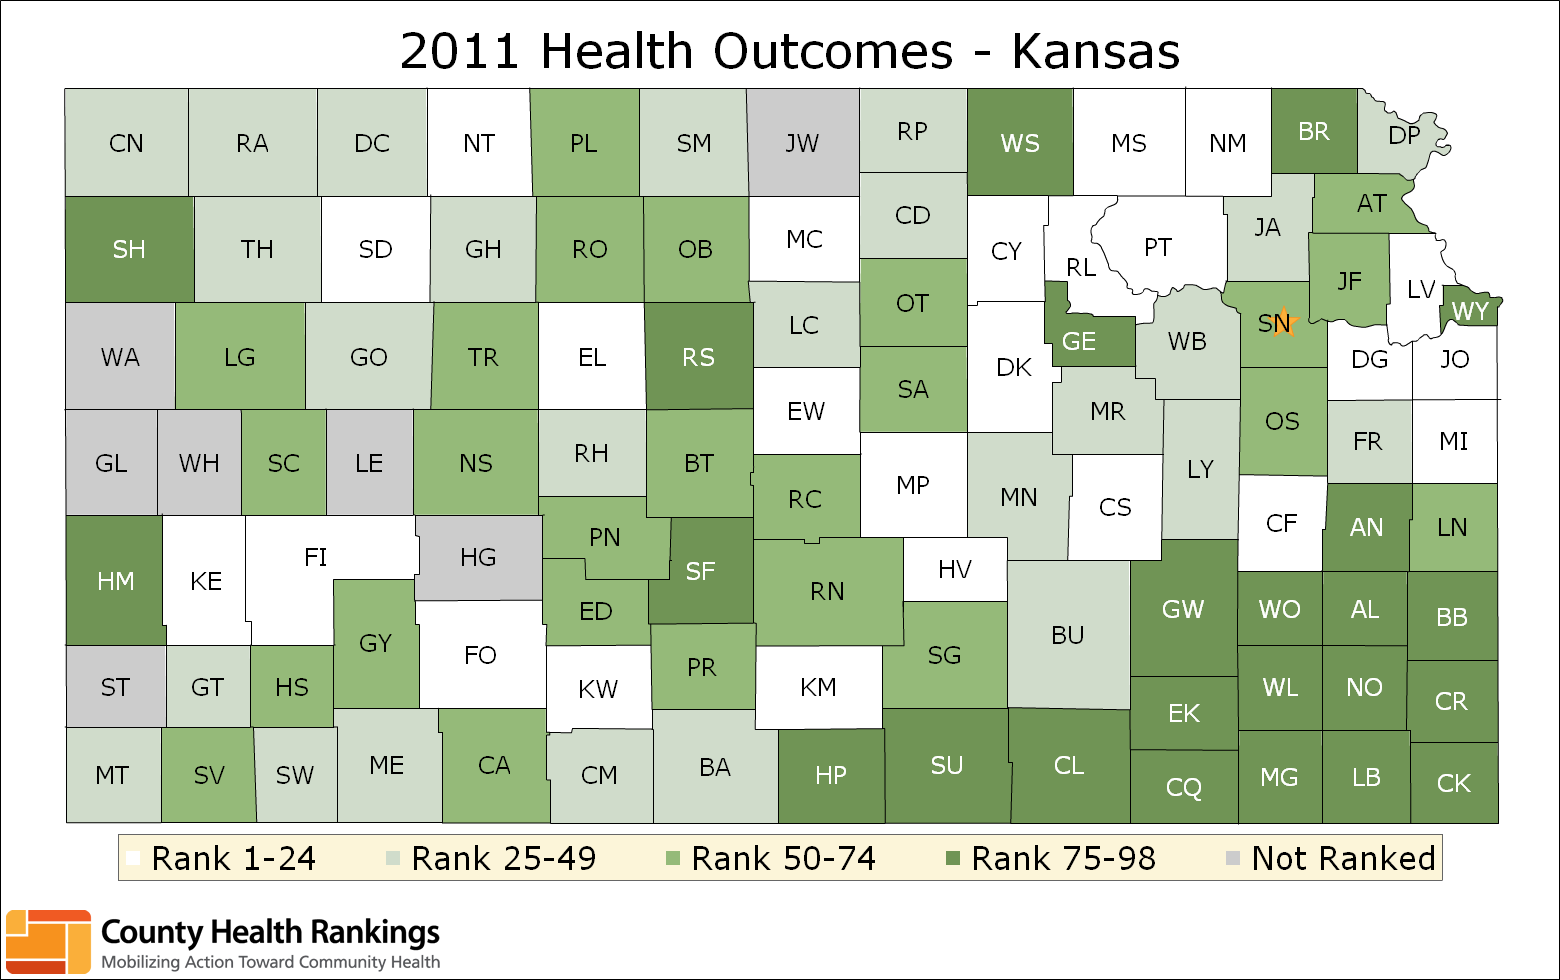 2011 Health Outcomes - Kansas
CN RA DC NT PL SM JW RP WS MS NM BR DP
SH TH SD GH RO OB MC CD CY RL PT JA AT
WA LG GO TR EL RS LC OT DK GE WB SN JF LV WY
EW SA MR OS DG JO
GL WH SC LE NS RH BT RC MP MN CS LY FR MI
HM KE FI HG PN SF RN HV CF AN LN
GY FO ED SG BU GW WO AL BB
ST GT HS KW PR KM EK WL NO CR
MT SV SW ME CA CM BA HP SU CL CQ MG LB CK
Rank 1-24 Rank 25-49 Rank 50-74 Rank 75-98 Not Ranked
County Health Rankings
Mobilizing Action Toward Community Health